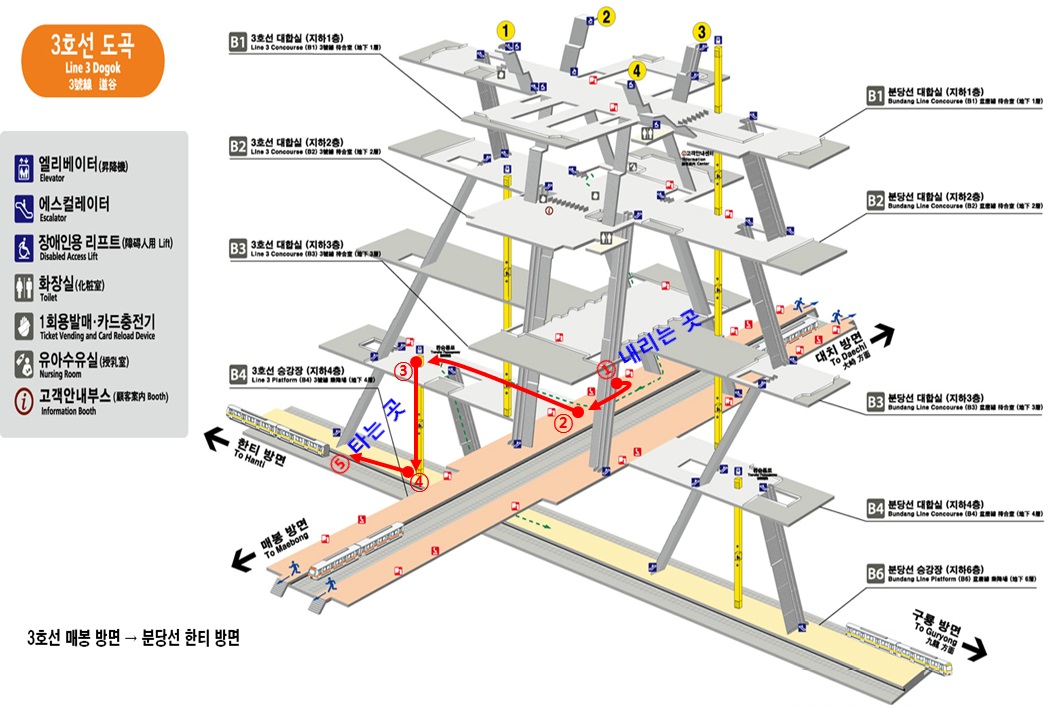 3호선 도곡
Line 3 Dogok
3號線 道谷
엘리베이터(昇降機)
Elevator
에스컬레이터
Escalator
장애인용 리프트(障碍人用 Lift)
Disabled Access Lift
화장실(化粧室)
Toilet
1회용발매·카드충전기
Ticket Vending and Card Reload Device
유아수유실(授乳室)
Nursing Room
고객안내부스(顧客案內 Booth)
Information Booth
B1 3호선 대합실 (지하1층)
Line 3 Concourse (B1) 3號線 待合室 (地下 1層)
B2 3호선 대합실 (지하2층)
Line 3 Concourse (B2) 3號線 待合室 (地下 2層)
B3 3호선 대합실 (지하3층)
Line 3 Concourse (B3) 3號線 待合室 (地下 3層)
B4 3호선 승강장 (지하4층)
Line 3 Platform (B4) 3號線 乘降場 (地下 4層)
1
2
3
4
고객안내센터
B1 분당선 대합실 (지하1층)
Bundang Line Concourse (B1) 盆唐線 待合室 (地下 1層)
B2 분당선 대합실 (지하2층)
Bundang Line Concourse (B2) 盆唐線 待合室 (地下 2層)
B3 분당선 대합실 (지하3층)
Bundang Line Concourse (B3) 盆唐線 待合室 (地下 3層)
B4 분당선 대합실 (지하4층)
Bundang Line Concourse (B4) 盆唐線 待合室 (地下 4層)
B6 분당선 승강장 (지하6층)
Bundang Line Platform (B6) 盆唐線 乘降場 (地下 6層)
① 내리는 곳
②
③
④
⑤ 타는 곳
환승통로
환승통로
대치 방면
To Daechi
大峙 方面
한티 방면
To Hanti
매봉 방면
To Maebong
구룡 방면
To Guryong
九龍 方面
3호선 매봉 방면 → 분당선 한티 방면